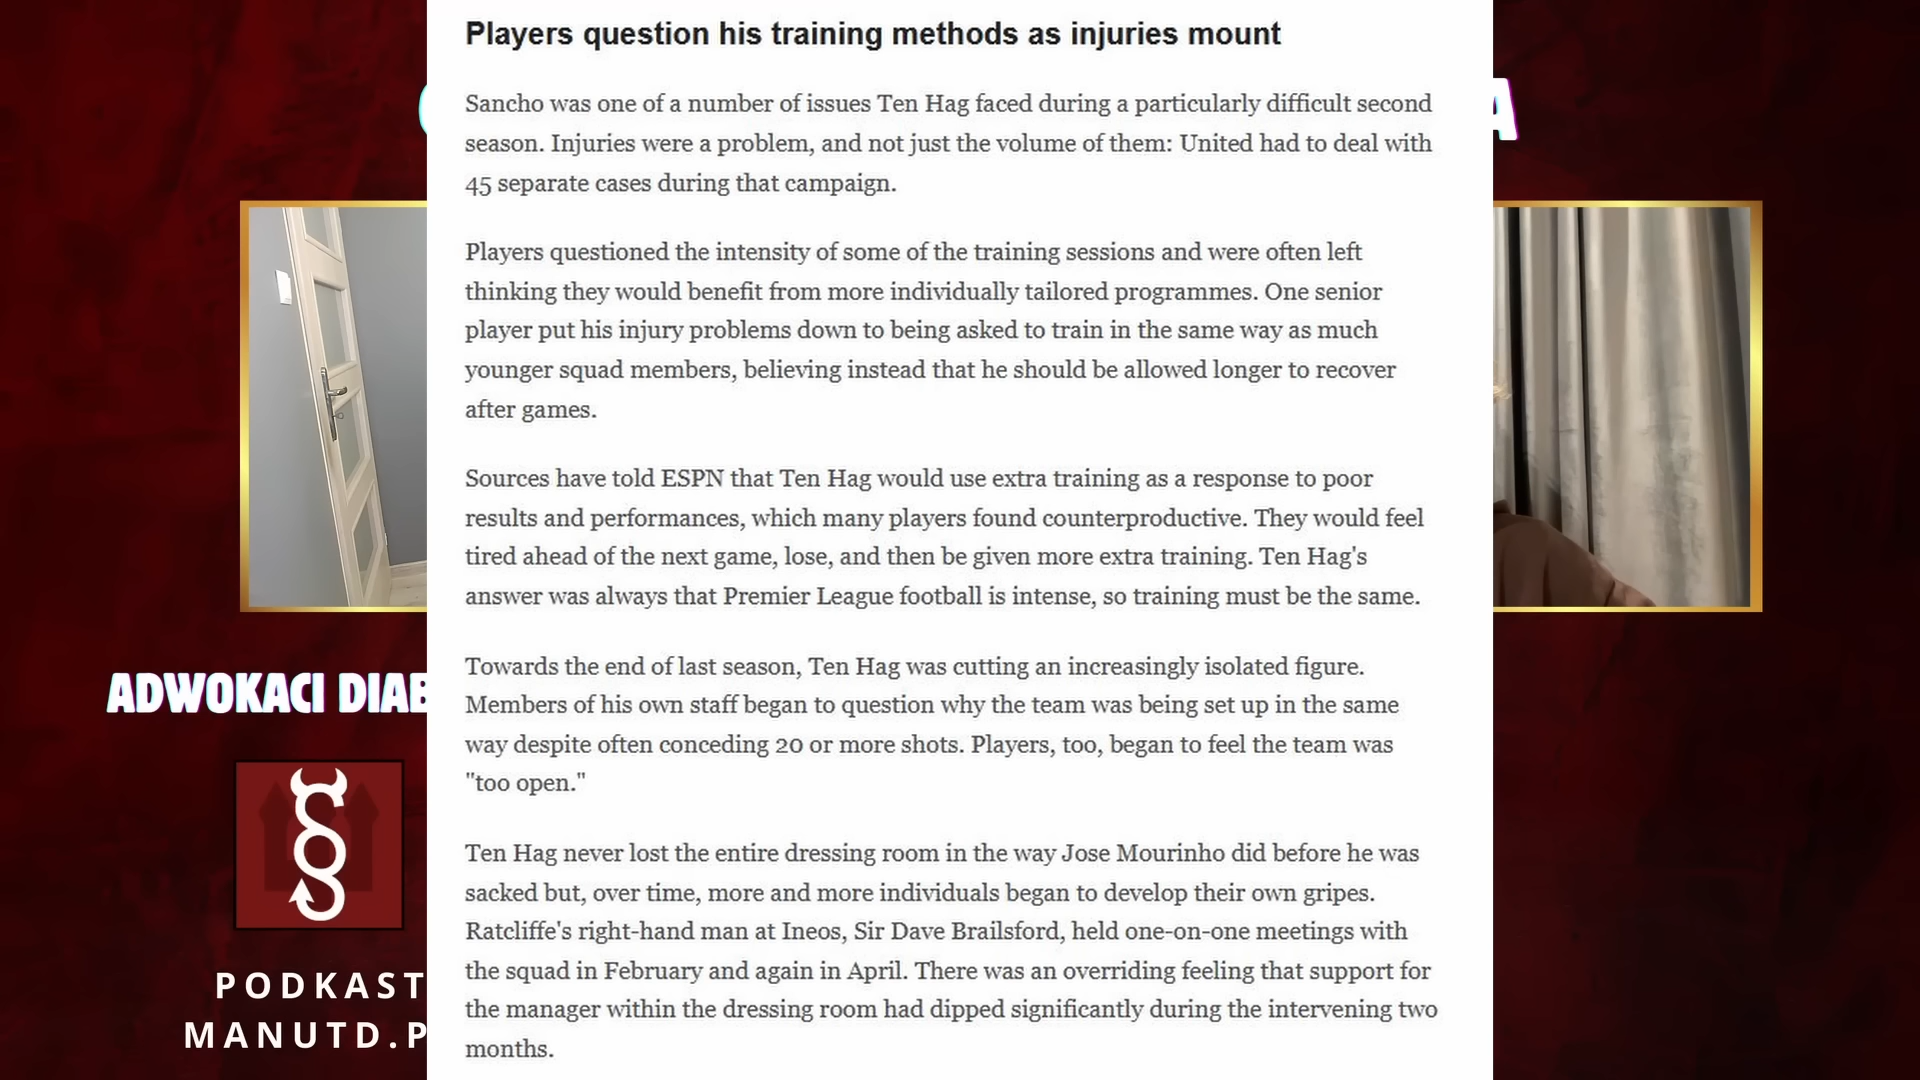 Players question his training methods as injuries mount
Sancho was one of a number of issues Ten Hag faced during a particularly difficult second
season. Injuries were a problem, and not just the volume of them: United had to deal with
45 separate cases during that campaign.
Players questioned the intensity of some of the training sessions and were often left
thinking they would benefit from more individually tailored programmes. One senior
player put his injury problems down to being asked to train in the same way as much
younger squad members, believing instead that he should be allowed longer to recover
after games.
Sources have told ESPN that Ten Hag would use extra training as a response to poor
results and performances, which many players found counterproductive. They would feel
tired ahead of the next game, lose, and then be given more extra training. Ten Hag's
answer was always that Premier League football is intense, so training must be the same.
Towards the end of last season, Ten Hag was cutting an increasingly isolated figure.
Members of his own staff began to question why the team was being set up in the same
way despite often conceding 20 or more shots. Players, too, began to feel the team was
"too open."
Ten Hag never lost the entire dressing room in the way Jose Mourinho did before he was
sacked but, over time, more and more individuals began to develop their own gripes.
Ratcliffe's right-hand man at Ineos, Sir Dave Brailsford, held one-on-one meetings with
the squad in February and again in April. There was an overriding feeling that support for
the manager within the dressing room had dipped significantly during the intervening two
months.
A
ADWOKACI DIAB
PODKAST
MANUTD.P